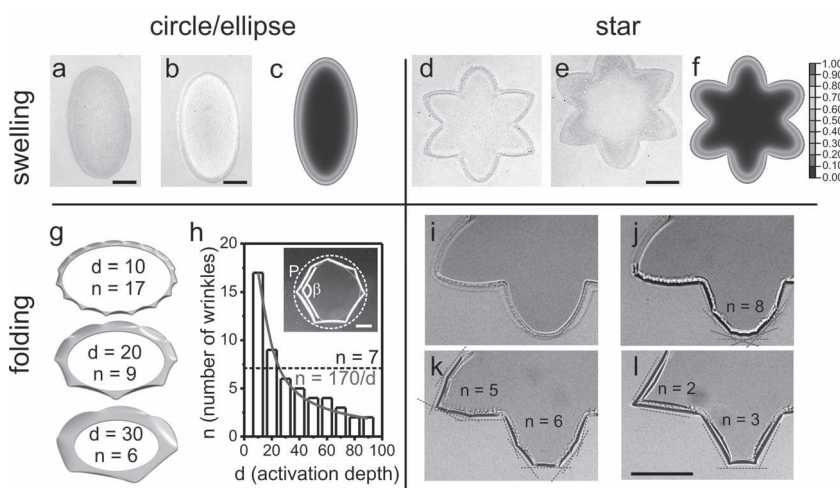 circle/ellipse
star
swelling
a
b
c
d
e
f
1.00
0.90
0.80
0.70
0.60
0.50
0.40
0.30
0.20
0.10
0.00
folding
g
d = 10
n = 17
d = 20
n = 9
d = 30
n = 6
h
n (number of wrinkles)
20
15
10
5
0
P
β
n = 7
n = 170/d
0 20 40 60 80 100
d (activation depth)
i
j
n = 8
k
n = 5
n = 6
l
n = 2
n = 3